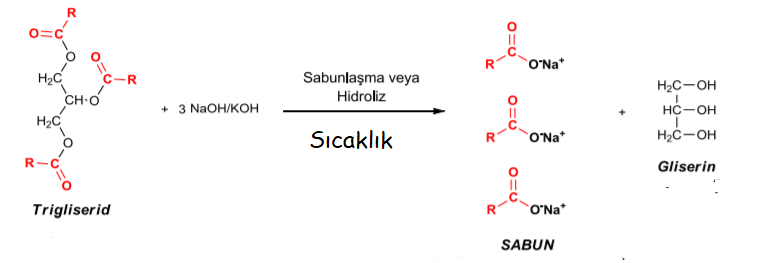 R
O=C
O
O
H₂C
C−R
CH−O
H₂C
O
R−C
O
Trigliserid
+ 3 NaOH/KOH
Sabunlaşma veya
Hidroliz
Sıcaklık
O
C
R
O⁻Na⁺
O
C
R
O⁻Na⁺
O
C
R
O⁻Na⁺
SABUN
+
H₂C−OH
HC−OH
H₂C−OH
Gliserin